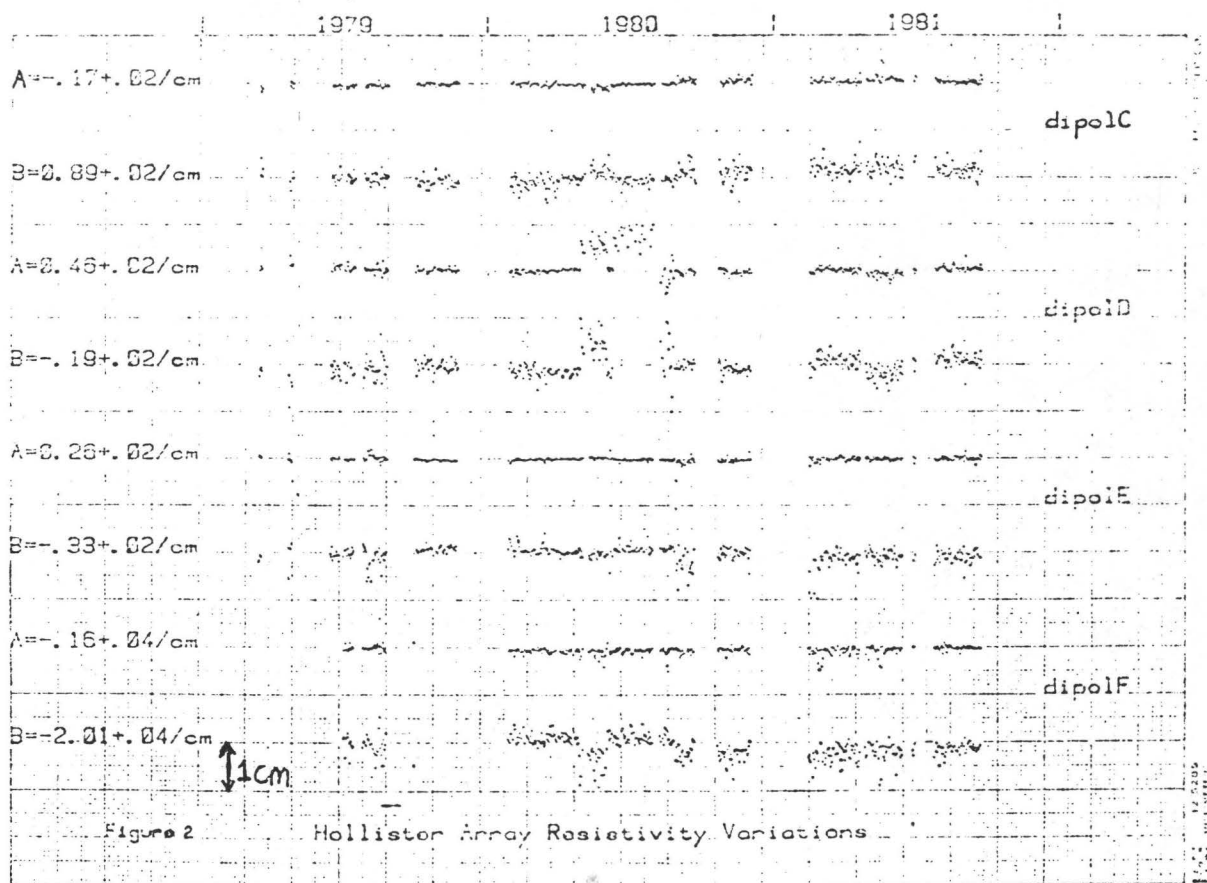 1979 1980 1981
A=-.17+.02/cm
dipolC
B=0.89+.02/cm
A=0.46+.02/cm
dipolD
B=-.19+.02/cm
A=0.26+.02/cm
dipolE
B=-.33+.02/cm
A=-.16+.04/cm
dipolF
B=-2.01+.04/cm
1cm
Figure 2 Hollister Array Resistivity Variations